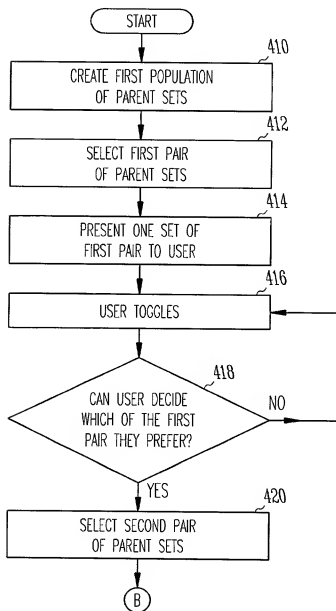 START
410
CREATE FIRST POPULATION
OF PARENT SETS
412
SELECT FIRST PAIR
OF PARENT SETS
414
PRESENT ONE SET OF
FIRST PAIR TO USER
416
USER TOGGLES
418
CAN USER DECIDE
WHICH OF THE FIRST
PAIR THEY PREFER?
NO
YES
420
SELECT SECOND PAIR
OF PARENT SETS
B